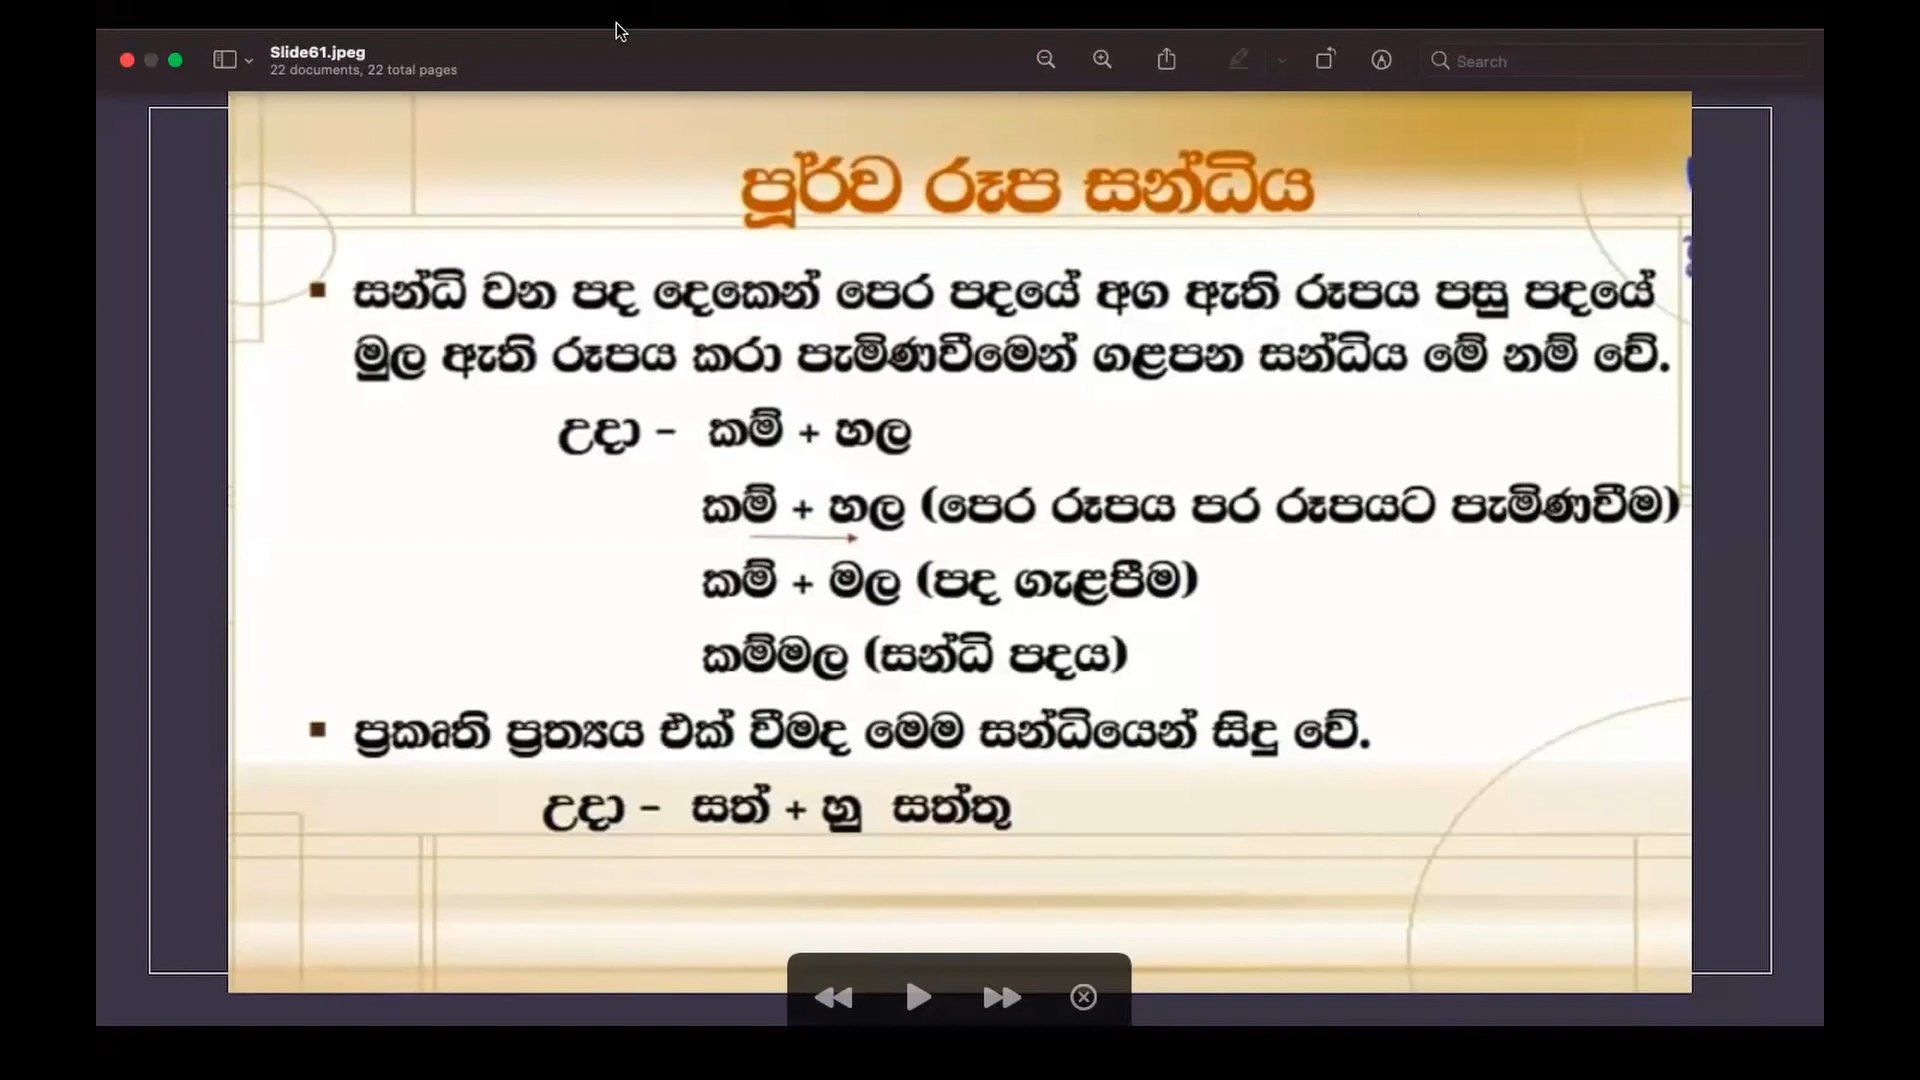 Slide61.jpeg
22 documents, 22 total pages
Search
පූර්ව රූප සන්ධිය
▪ සන්ධි වන පද දෙකෙන් පෙර පදයේ අග ඇති රූපය පසු පදයේ
මුල ඇති රූපය කරා පැමිණවීමෙන් ගළපන සන්ධිය මේ නම් වේ.
උදා - කම් + හල
කම් + හල (පෙර රූපය පර රූපයට පැමිණවීම)
කම් + මල (පද ගැළපීම)
කම්මල (සන්ධි පදය)
▪ ප්‍රකෘති ප්‍රත්‍යය එක් වීමද මෙම සන්ධියෙන් සිදු වේ.
උදා - සත් + හු සත්තු